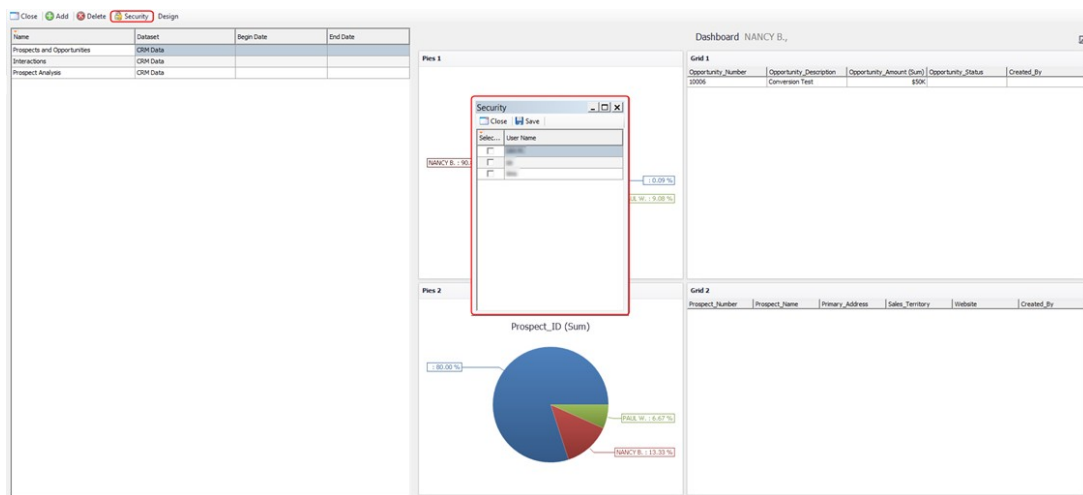 Close Add Delete Security Design
Name Dataset Begin Date End Date
Prospects and Opportunities CRM Data
Interactions CRM Data
Prospect Analysis CRM Data
Dashboard NANCY B.,
Pies 1
NANCY B. : 90.
: 0.09 %
UL W. : 9.08 %
Security
Close Save
Selec... User Name
Grid 1
Opportunity_Number Opportunity_Description Opportunity_Amount (Sum) Opportunity_Status Created_By
10006 Conversion Test $50K
Pies 2
Prospect_ID (Sum)
: 80.00 %
PAUL W. : 6.67 %
NANCY B. : 13.33 %
Grid 2
Prospect_Number Prospect_Name Primary_Address Sales_Territory Website Created_By